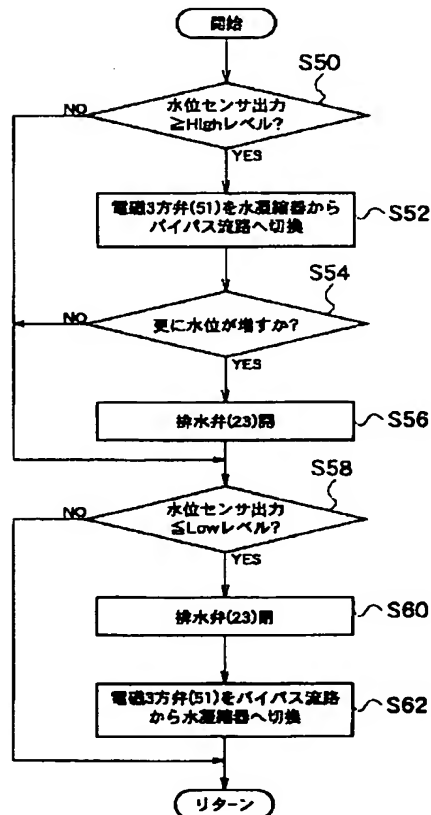 開始
S50
水位センサ出力
≧Highレベル?
NO
YES
電磁3方弁(51)を水凝縮器から
バイパス流路へ切換
S52
S54
更に水位が増すか?
NO
YES
排水弁(23)開
S56
S58
水位センサ出力
≦Lowレベル?
NO
YES
排水弁(23)閉
S60
電磁3方弁(51)をバイパス流路
から水凝縮器へ切換
S62
リターン